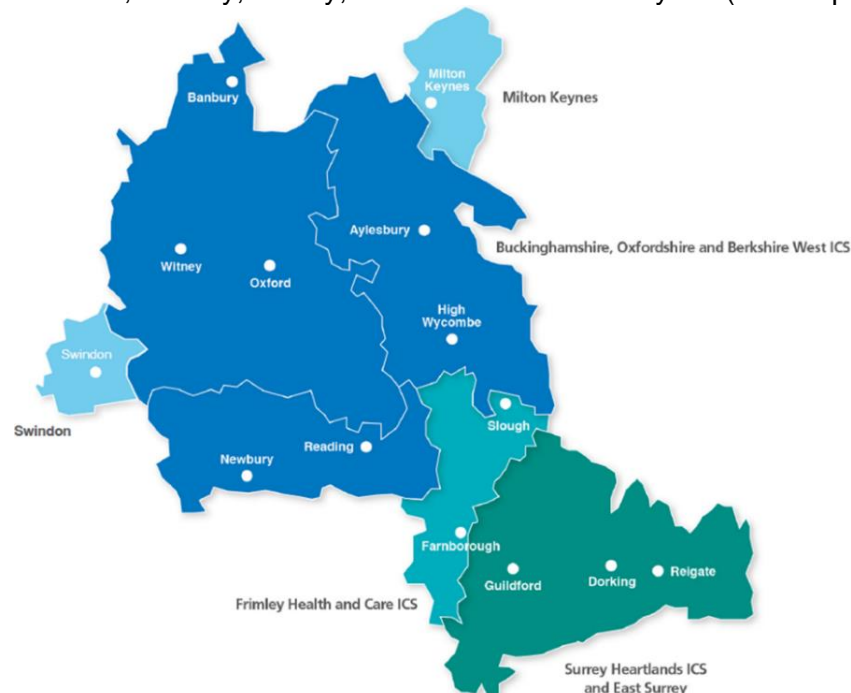 Banbury
Milton
Keynes
Milton Keynes
Aylesbury
Buckinghamshire, Oxfordshire and Berkshire West ICS
Witney
Oxford
High
Wycombe
Swindon
Swindon
Slough
Reading
Newbury
Farnborough
Guildford
Dorking
Reigate
Frimley Health and Care ICS
Surrey Heartlands ICS
and East Surrey